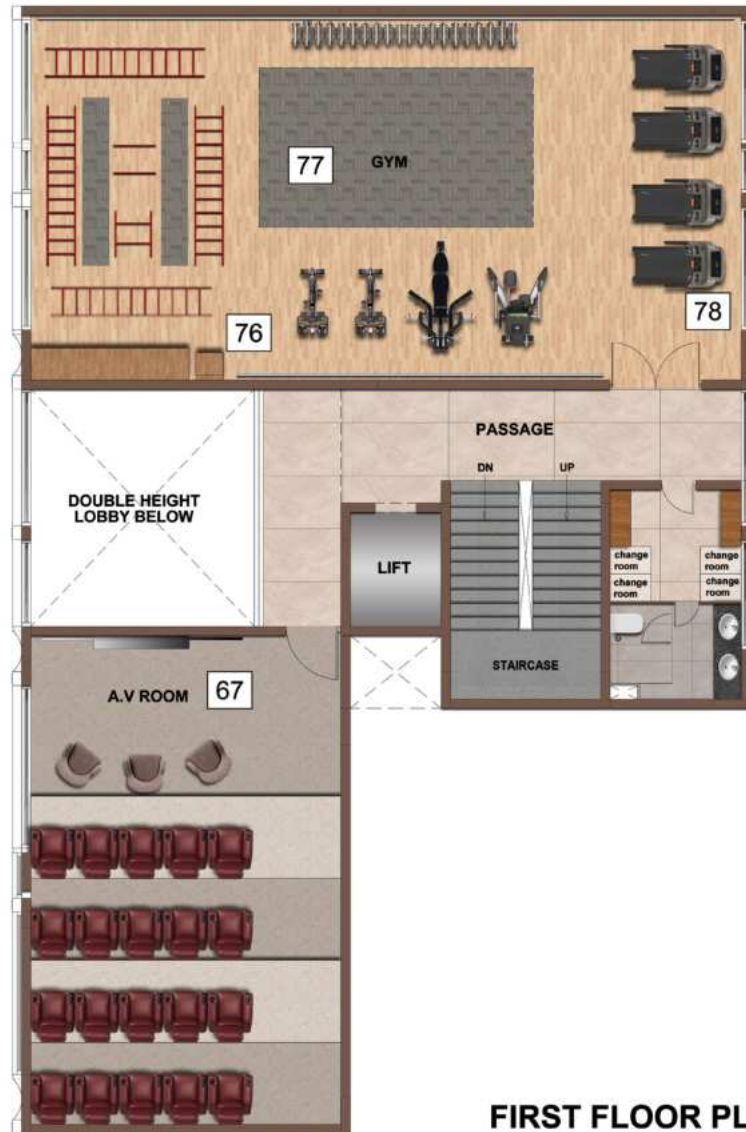 77
GYM
76
78
PASSAGE
DN
UP
DOUBLE HEIGHT
LOBBY BELOW
LIFT
change
room
change
room
change
room
change
room
STAIRCASE
A.V ROOM
67
FIRST FLOOR PL